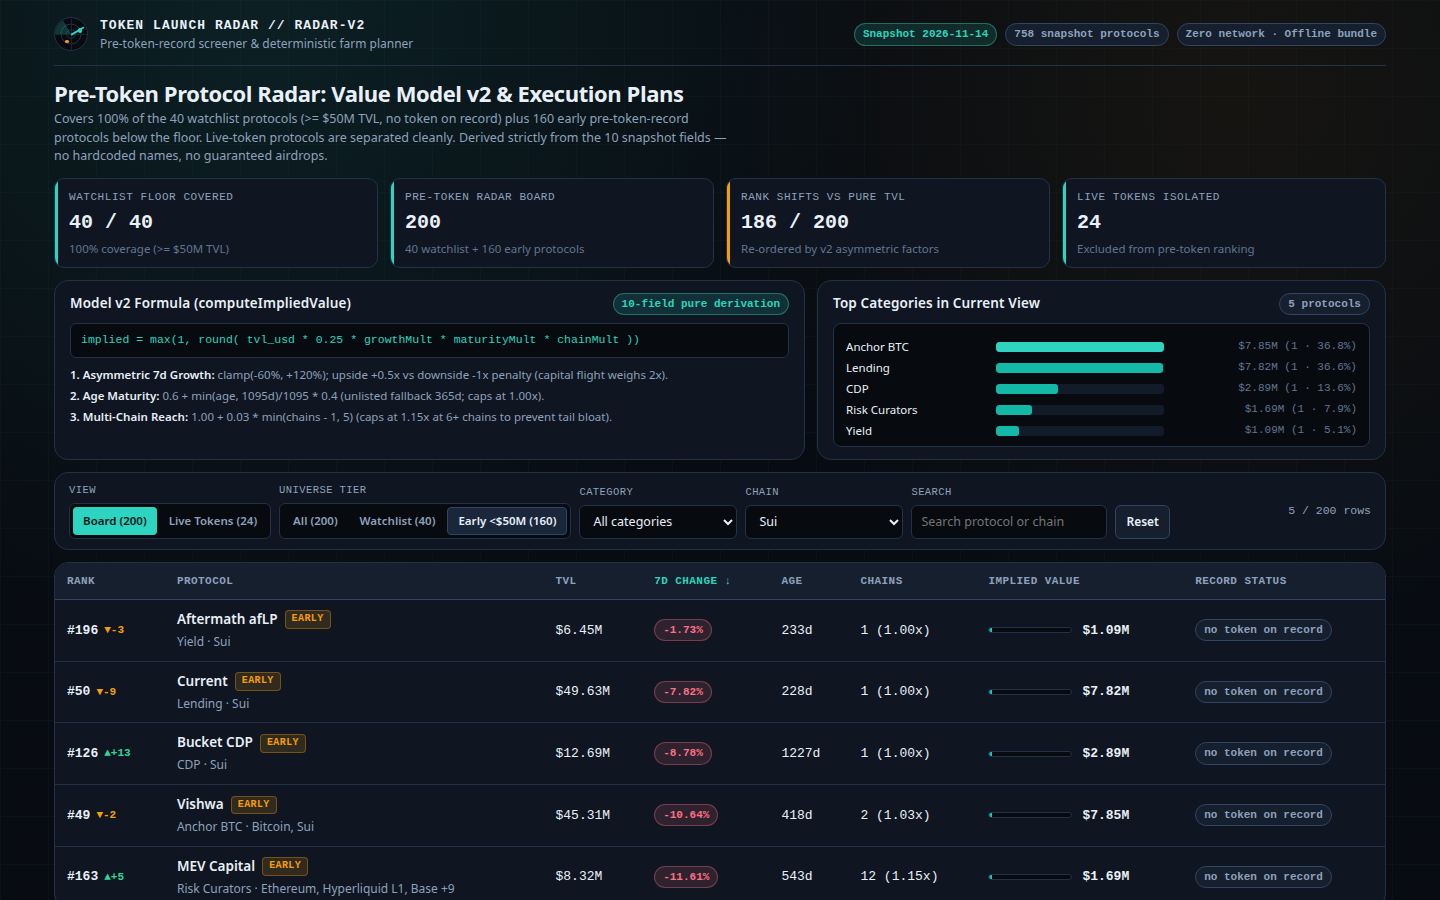 TOKEN LAUNCH RADAR // RADAR-V2
Pre-token-record screener & deterministic farm planner
Snapshot 2026-11-14
758 snapshot protocols
Zero network · Offline bundle
Pre-Token Protocol Radar: Value Model v2 & Execution Plans
Covers 100% of the 40 watchlist protocols (>= $50M TVL, no token on record) plus 160 early pre-token-record
protocols below the floor. Live-token protocols are separated cleanly. Derived strictly from the 10 snapshot fields —
no hardcoded names, no guaranteed airdrops.
WATCHLIST FLOOR COVERED
40 / 40
100% coverage (>= $50M TVL)
PRE-TOKEN RADAR BOARD
200
40 watchlist + 160 early protocols
RANK SHIFTS VS PURE TVL
186 / 200
Re-ordered by v2 asymmetric factors
LIVE TOKENS ISOLATED
24
Excluded from pre-token ranking
Model v2 Formula (computeImpliedValue)
10-field pure derivation
implied = max(1, round( tvl_usd * 0.25 * growthMult * maturityMult * chainMult ))
1. Asymmetric 7d Growth: clamp(-60%, +120%); upside +0.5x vs downside -1x penalty (capital flight weighs 2x).
2. Age Maturity: 0.6 + min(age, 1095d)/1095 * 0.4 (unlisted fallback 365d; caps at 1.00x).
3. Multi-Chain Reach: 1.00 + 0.03 * min(chains - 1, 5) (caps at 1.15x at 6+ chains to prevent tail bloat).
Top Categories in Current View
5 protocols
Anchor BTC $7.85M (1 · 36.8%)
Lending $7.82M (1 · 36.6%)
CDP $2.89M (1 · 13.6%)
Risk Curators $1.69M (1 · 7.9%)
Yield $1.09M (1 · 5.1%)
VIEW
Board (200) Live Tokens (24)
UNIVERSE TIER
All (200) Watchlist (40) Early <$50M (160)
CATEGORY
All categories
CHAIN
Sui
SEARCH
Search protocol or chain
Reset
5 / 200 rows
RANK PROTOCOL TVL 7D CHANGE ↓ AGE CHAINS IMPLIED VALUE RECORD STATUS
#196 ▼-3 Aftermath afLP EARLY $6.45M -1.73% 233d 1 (1.00x) $1.09M no token on record
Yield · Sui
#50 ▼-9 Current EARLY $49.63M -7.82% 228d 1 (1.00x) $7.82M no token on record
Lending · Sui
#126 ▲+13 Bucket CDP EARLY $12.69M -8.78% 1227d 1 (1.00x) $2.89M no token on record
CDP · Sui
#49 ▼-2 Vishwa EARLY $45.31M -10.64% 418d 2 (1.03x) $7.85M no token on record
Anchor BTC · Bitcoin, Sui
#163 ▲+5 MEV Capital EARLY $8.32M -11.61% 543d 12 (1.15x) $1.69M no token on record
Risk Curators · Ethereum, Hyperliquid L1, Base +9